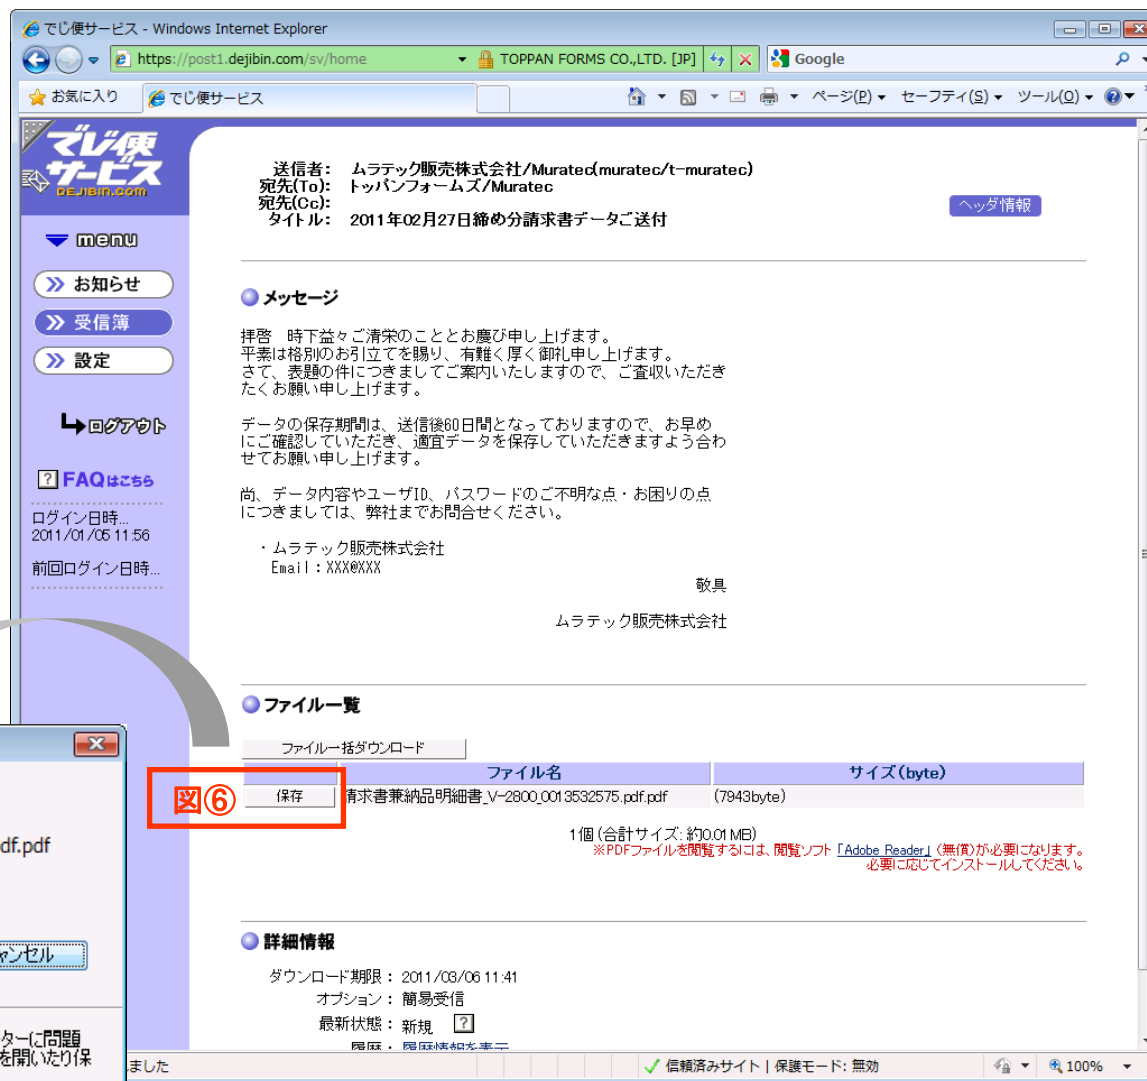 でじ便サービス - Windows Internet Explorer
https://post1.dejibin.com/sv/home
TOPPAN FORMS CO.,LTD. [JP]
Google
お気に入り
でじ便サービス
ページ(P)
セーフティ(S)
ツール(O)
でじ便
サービス
DEJIBIN.COM
menu
お知らせ
受信簿
設定
ログアウト
? FAQはこちら
ログイン日時...
2011/01/05 11:56
前回ログイン日時...
送信者： ムラテック販売株式会社/Muratec(muratec/t-muratec)
宛先(To)： トッパンフォームズ/Muratec
宛先(Cc)：
タイトル： 2011年02月27日締め分請求書データご送付
ヘッダ情報
メッセージ
拝啓　時下益々ご清栄のこととお慶び申し上げます。
平素は格別のお引立てを賜り、有難く厚く御礼申し上げます。
さて、表題の件につきましてご案内いたしますので、ご査収いただき
たくお願い申し上げます。
データの保存期間は、送信後60日間となっておりますので、お早め
にご確認していただき、適宜データを保存していただきますよう合わ
せてお願い申し上げます。
尚、データ内容やユーザID、パスワードのご不明な点・お困りの点
につきましては、弊社までお問合せください。
・ムラテック販売株式会社
Email：XXX@XXX
敬具
ムラテック販売株式会社
ファイル一覧
ファイル一括ダウンロード
ファイル名 サイズ(byte)
図⑥
保存 請求書兼納品明細書_V-2800_0013532575.pdf.pdf (7943byte)
1個 (合計サイズ: 約0.01 MB)
※PDFファイルを閲覧するには、閲覧ソフト 「Adobe Reader」 (無償)が必要になります。
必要に応じてインストールしてください。
詳細情報
ダウンロード期限： 2011/03/06 11:41
オプション： 簡易受信
最新状態： 新規 ?
履歴： 履歴情報を表示
df.pdf
ャンセル
ターに問題
を開いたり保
ました
信頼済みサイト | 保護モード: 無効
100%